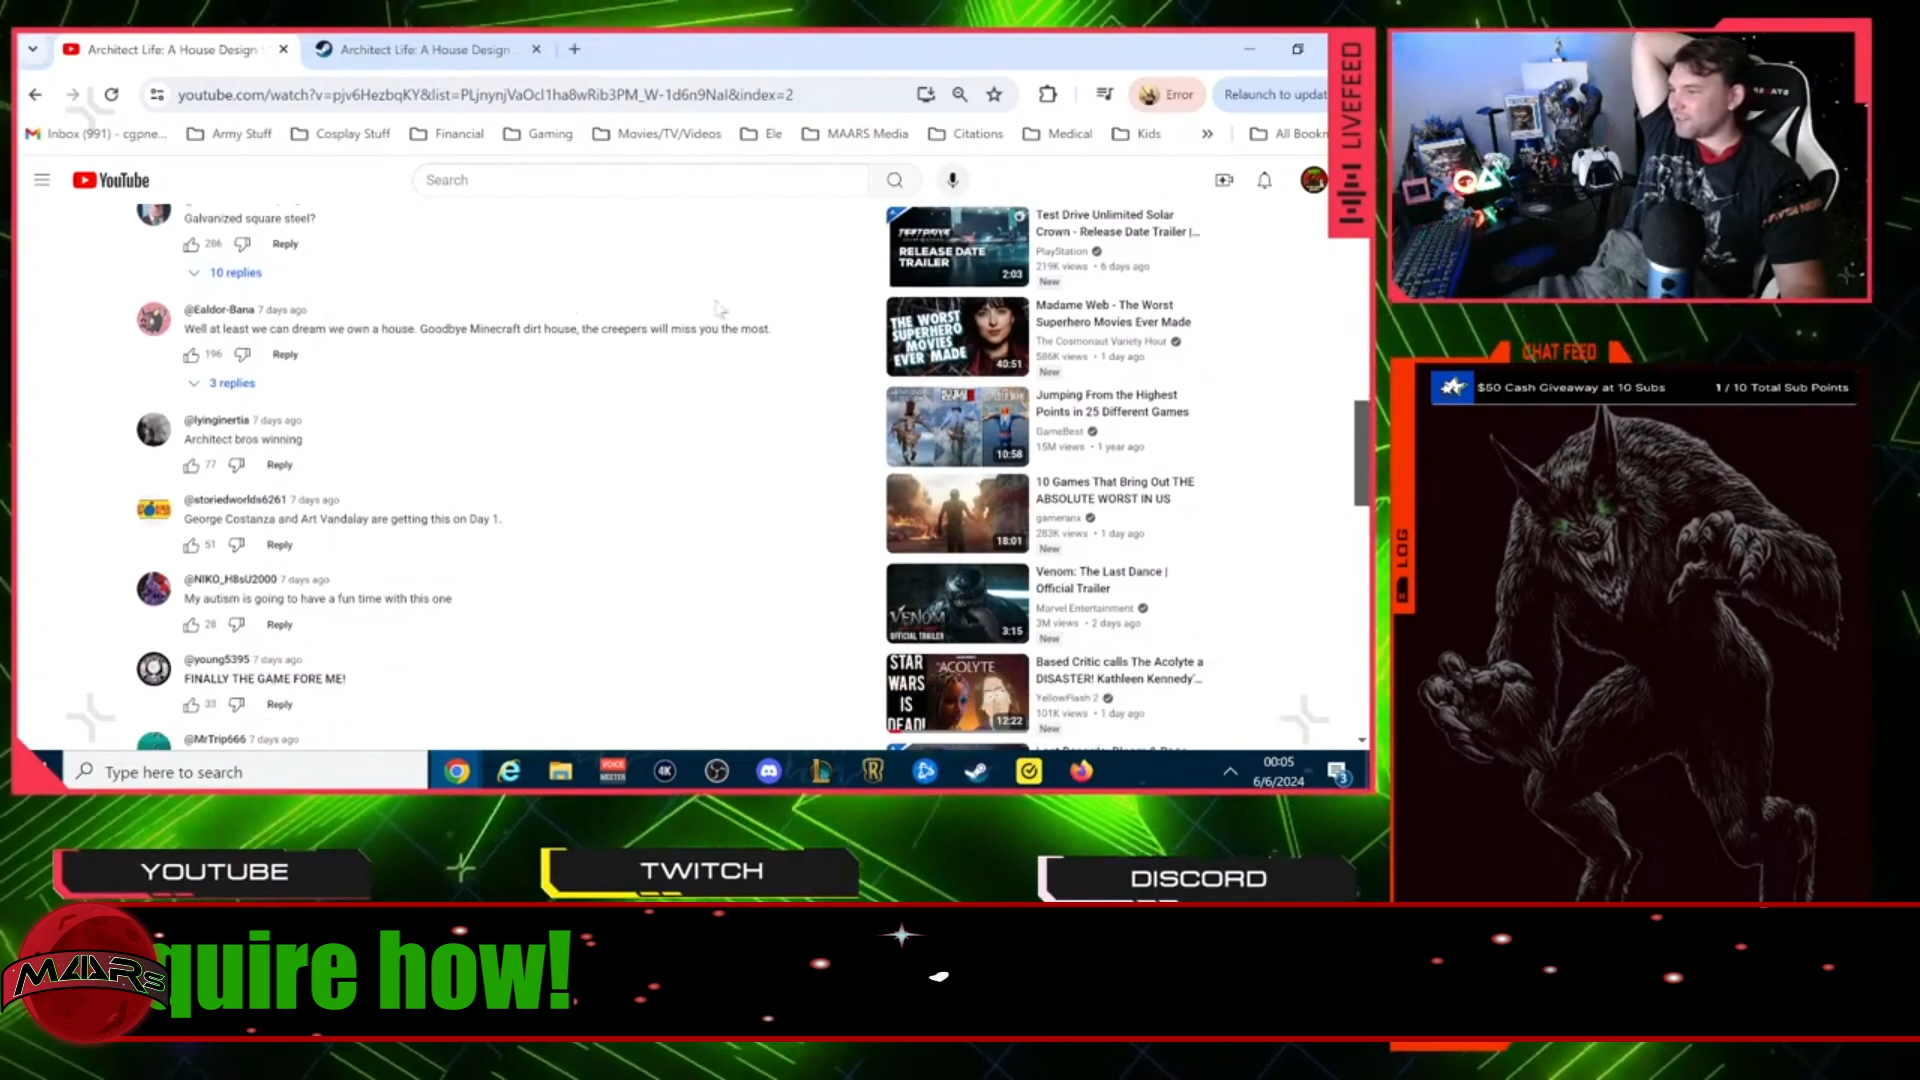 Architect Life: A House Design
Architect Life: A House Design
youtube.com/watch?v=pjv6HezbqKY&list=PLjnynjVaOcl1ha8wRib3PM_W-1d6n9NaI&index=2
Error
Relaunch to updat
Inbox (991) - cgpne...
Army Stuff
Cosplay Stuff
Financial
Gaming
Movies/TV/Videos
Ele
MAARS Media
Citations
Medical
Kids
»
All Bookm
YouTube
Search
Galvanized square steel?
286
Reply
10 replies
@Ealdor-Bana 7 days ago
Well at least we can dream we own a house. Goodbye Minecraft dirt house, the creepers will miss you the most.
196
Reply
3 replies
@lyinginertia 7 days ago
Architect bros winning
77
Reply
@storiedworlds6261 7 days ago
George Costanza and Art Vandalay are getting this on Day 1.
51
Reply
@NIKO_H8sU2000 7 days ago
My autism is going to have a fun time with this one
28
Reply
@young5395 7 days ago
FINALLY THE GAME FORE ME!
33
Reply
@MrTrip666 7 days ago
TESTDRIVE
RELEASE DATE
TRAILER
2:03
Test Drive Unlimited Solar
Crown - Release Date Trailer |...
PlayStation
219K views • 6 days ago
New
THE WORST
SUPERHERO
MOVIES
EVER MADE
40:51
Madame Web - The Worst
Superhero Movies Ever Made
The Cosmonaut Variety Hour
586K views • 1 day ago
New
10:58
Jumping From the Highest
Points in 25 Different Games
GameBest
15M views • 1 year ago
18:01
10 Games That Bring Out THE
ABSOLUTE WORST IN US
gameranx
283K views • 1 day ago
New
VENOM
OFFICIAL TRAILER
3:15
Venom: The Last Dance |
Official Trailer
Marvel Entertainment
3M views • 2 days ago
New
STAR
WARS
IS
DEAD!
ACOLYTE
12:22
Based Critic calls The Acolyte a
DISASTER! Kathleen Kennedy'...
YellowFlash 2
101K views • 1 day ago
New
Type here to search
VOICE
MEETER
4K
00:05
6/6/2024
3
LIVEFEED
CHAT FEED
$50 Cash Giveaway at 10 Subs
1 / 10 Total Sub Points
LOG
YOUTUBE
TWITCH
DISCORD
MAARS
quire how!